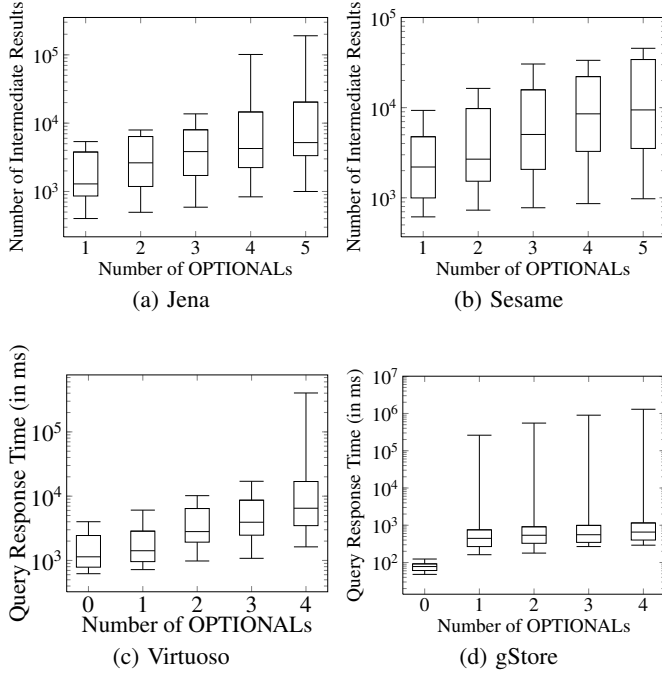 10^5
10^4
10^3
Number of Intermediate Results
1 2 3 4 5
Number of OPTIONALs
(a) Jena
10^5
10^4
10^3
Number of Intermediate Results
1 2 3 4 5
Number of OPTIONALs
(b) Sesame
10^5
10^4
10^3
Query Response Time (in ms)
0 1 2 3 4
Number of OPTIONALs
(c) Virtuoso
10^7
10^6
10^5
10^4
10^3
10^2
Query Response Time (in ms)
0 1 2 3 4
Number of OPTIONALs
(d) gStore